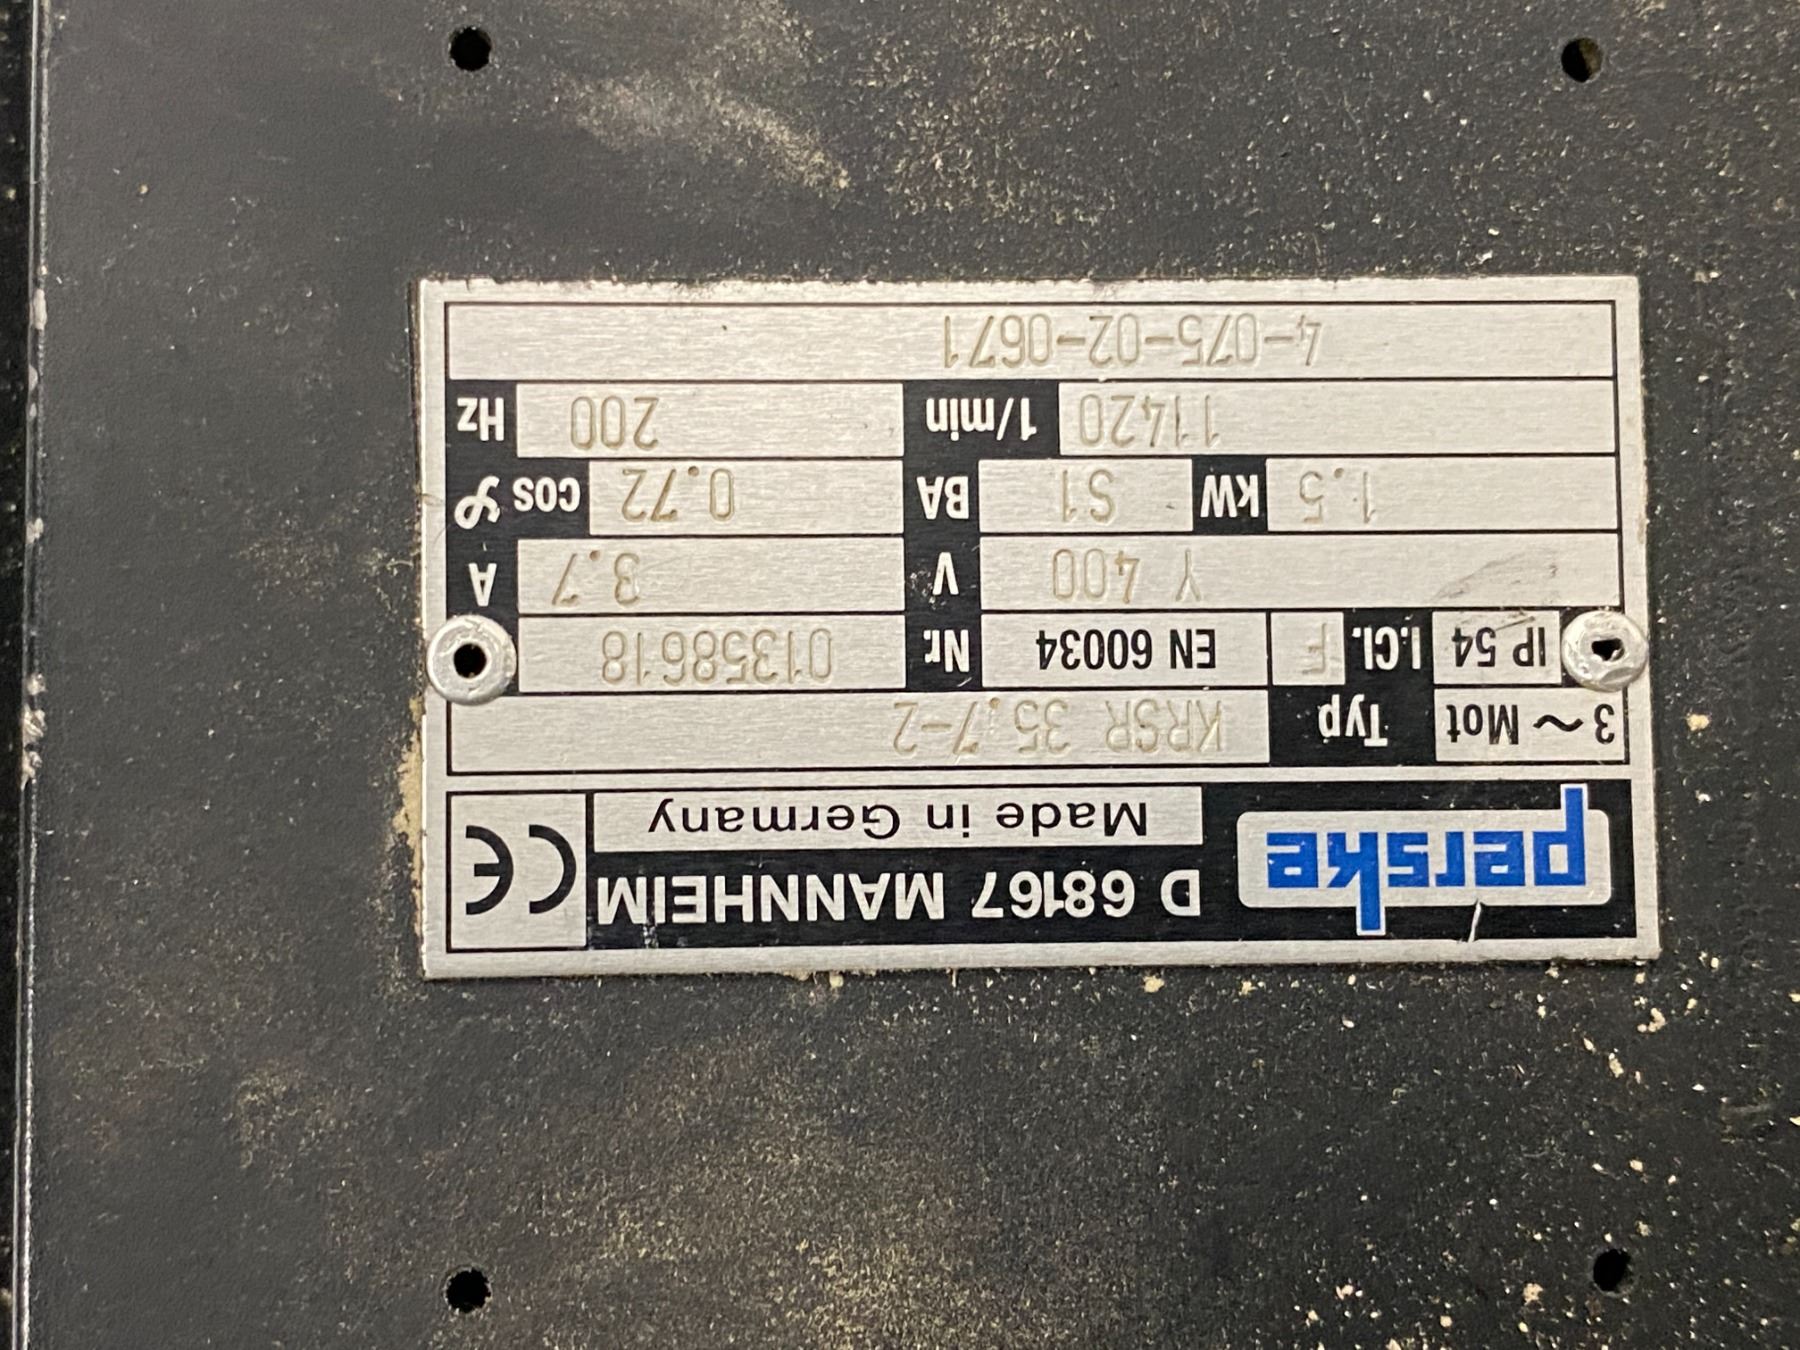 perske D 68167 MANNHEIM CE
Made in Germany
3 ~ Mot Typ KRSR 35.7-2
IP 54 I.Cl. F EN 60034 Nr. 01358618
Y 400 V 3.7 A
1.5 kW S1 BA 0.72 cos φ
11420 1/min 200 Hz
4-075-02-0671